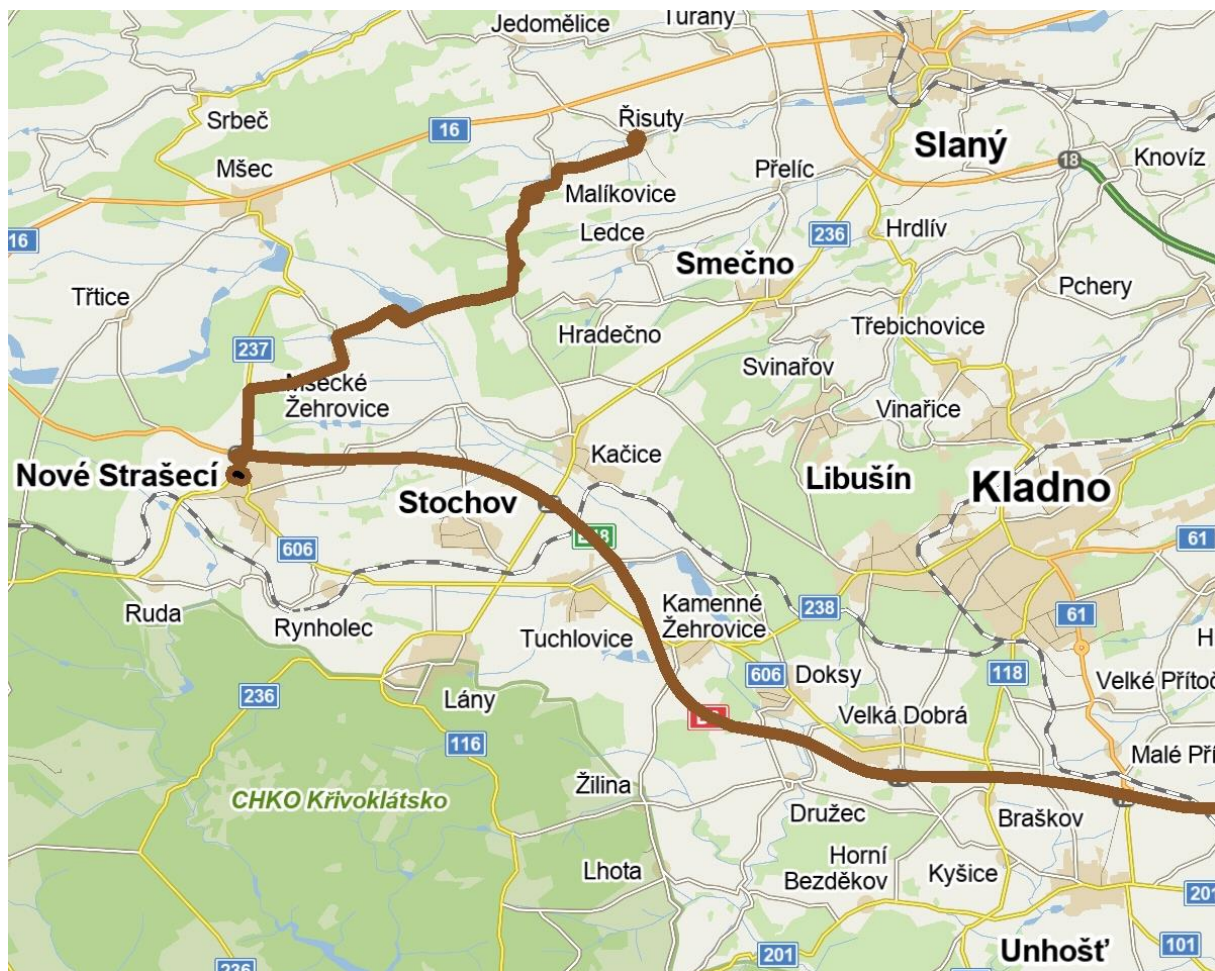 Jedomělice
Turany
Srbeč
16
Řisuty
Slaný
18
Knovíz
Mšec
Malíkovice
Přelíc
16
Ledce
236
Hrdlív
Smečno
Třtice
Pchery
237
Hradečno
Třebichovice
Svinařov
Mšecké
Žehrovice
Vinařice
Nové Strašecí
Kačice
Libušín
Kladno
Stochov
606
61
Ruda
Rynholec
Tuchlovice
Kamenné
Žehrovice
238
61
236
Lány
606
Doksy
118
Velké Příto
116
Velká Dobrá
Malé Pří
CHKO Křivoklátsko
Žilina
Družec
Braškov
Lhota
Horní
Bezděkov
Kyšice
201
201
Unhošť
101
236